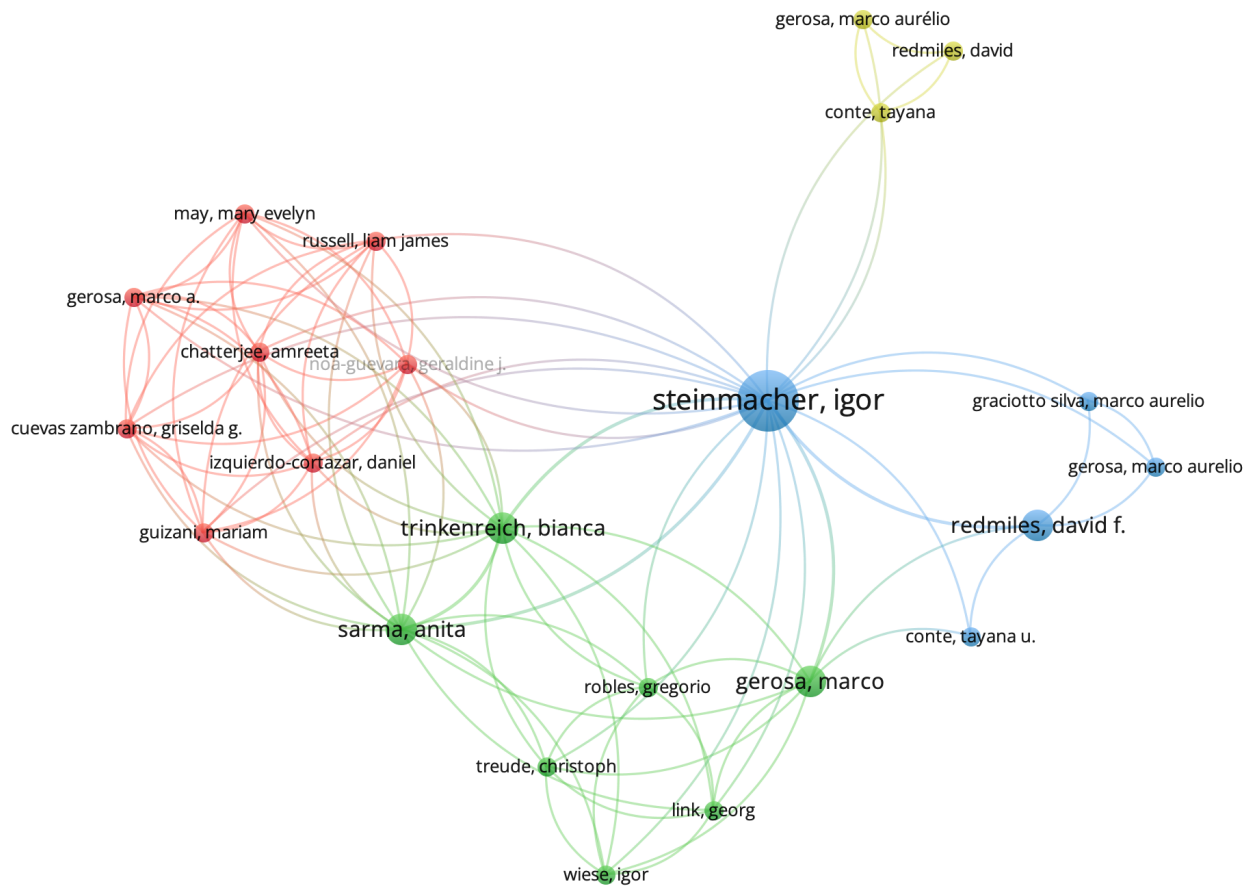 gerosa, marco aurélio
redmiles, david
conte, tayana
may, mary evelyn
russell, liam james
gerosa, marco a.
chatterjee, amreeta
noa-guevara, geraldine j.
steinmacher, igor
graciotto silva, marco aurelio
cuevas zambrano, griselda g.
izquierdo-cortazar, daniel
gerosa, marco aurelio
guizani, mariam
trinkenreich, bianca
redmiles, david f.
sarma, anita
conte, tayana u.
robles, gregorio
gerosa, marco
treude, christoph
link, georg
wiese, igor